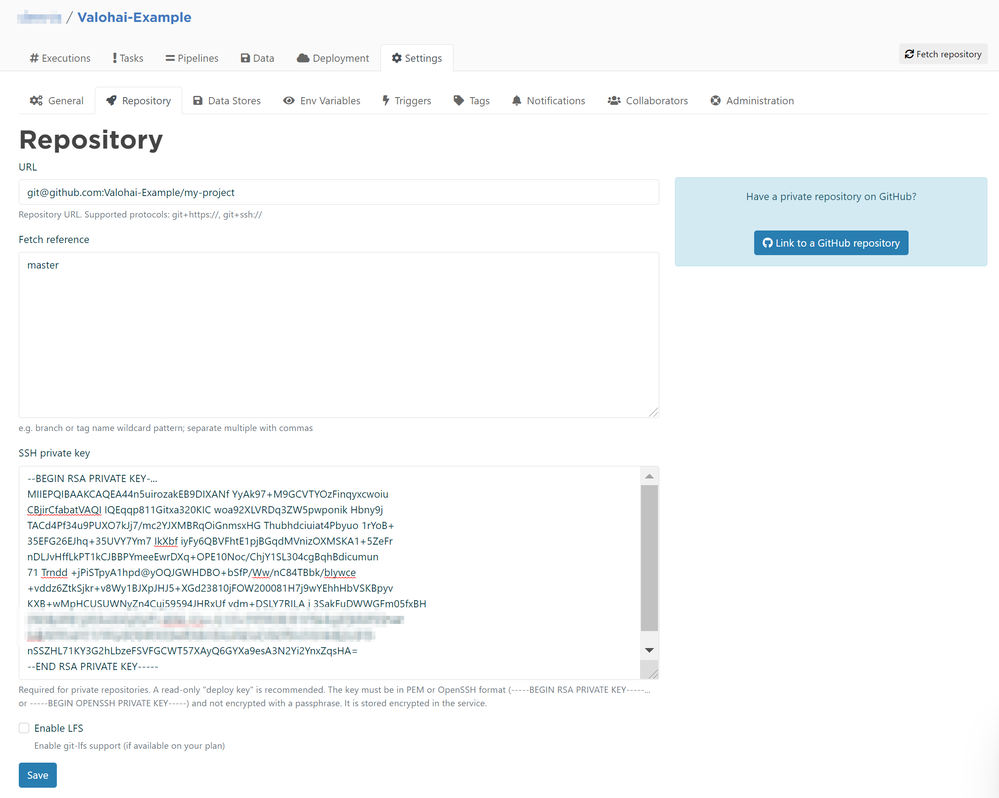 / Valohai-Example
Executions Tasks Pipelines Data Deployment Settings Fetch repository
General Repository Data Stores Env Variables Triggers Tags Notifications Collaborators Administration
Repository
URL
git@github.com:Valohai-Example/my-project
Repository URL. Supported protocols: git+https://, git+ssh://
Have a private repository on GitHub?
Link to a GitHub repository
Fetch reference
master
e.g. branch or tag name wildcard pattern; separate multiple with commas
SSH private key
--BEGIN RSA PRIVATE KEY-...
MIIEPQIBAAKCAQEA44n5uirozakEB9DIXANf YyAk97+M9GCVTYOzFinqyxcwoiu
CBjirCfabatVAQI IQEqqp811Gitxa320KIC woa92XLVRDq3ZW5pwponik Hbny9j
TACd4Pf34u9PUXO7kJj7/mc2YJXMBRqOiGnmsxHG Thubhdciuiat4Pbyuo 1rYoB+
35EFG26EJhq+35UVY7Ym7 IkXbf iyFy6QBVFhtE1pjBGqdMVnizOXMSKA1+5ZeFr
nDLJvHffLkPT1kCJBBPYmeeEwrDXq+OPE10Noc/ChjY1SL304cgBqhBdicumun
71 Trndd +jPiSTpyA1hpd@yOQJGWHDBO+bSfP/Ww/nC84TBbk/blywce
+vddz6ZtkSjkr+v8Wy1BJXpJHJ5+XGd23810jFOW200081H7j9wYEhhHbVSKBpyv
KXB+wMpHCUSUWNyZn4Cuj59594JHRxUf vdm+DSLY7RILA i 3SakFuDWWGFm05fxBH
nSSZHL71KY3G2hLbzeFSVFGCWT57XAyQ6GYXa9esA3N2Yi2YnxZqsHA=
--END RSA PRIVATE KEY-----
Required for private repositories. A read-only "deploy key" is recommended. The key must be in PEM or OpenSSH format (-----BEGIN RSA PRIVATE KEY-----...
or -----BEGIN OPENSSH PRIVATE KEY-----) and not encrypted with a passphrase. It is stored encrypted in the service.
Enable LFS
Enable git-lfs support (if available on your plan)
Save